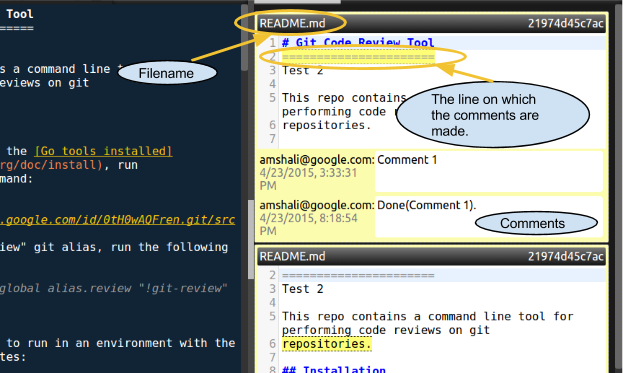 Tool
=====
s a command line t
eviews on git
the [Go tools installed]
rg/doc/install), run
mand:
.google.com/id/0tH0wAQFren.git/src
iew" git alias, run the following
global alias.review "!git-review"
to run in an environment with the
tes:
Filename
README.md 21974d45c7ac
1 # Git Code Review Tool
2 ======================
3 Test 2
4
5 This repo contains
performing code r
6 repositories.
7
The line on which
the comments are
made.
amshali@google.com: Comment 1
4/23/2015, 3:33:31
PM
amshali@google.com: Done(Comment 1).
4/23/2015, 8:18:54
PM
Comments
README.md 21974d45c7ac
2 ======================
3 Test 2
4
5 This repo contains a command line tool for
performing code reviews on git
6 repositories.
7
8 ## Installation